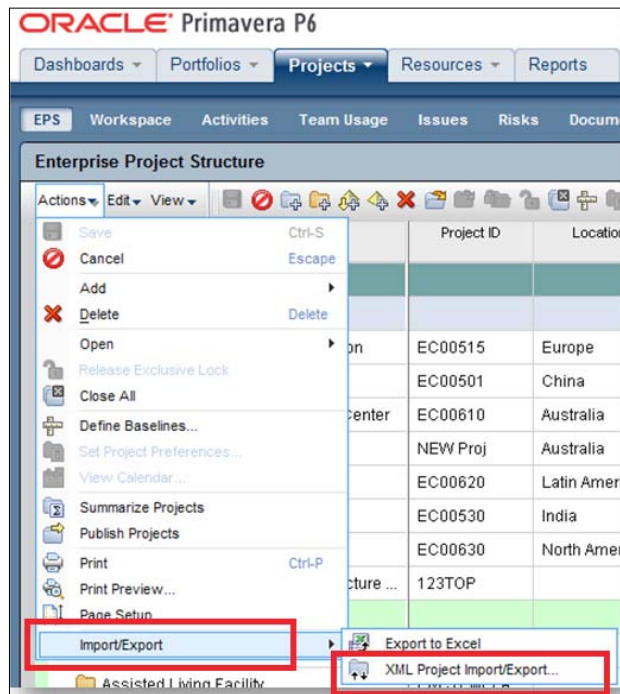 ORACLE Primavera P6
Dashboards Portfolios Projects Resources Reports
EPS Workspace Activities Team Usage Issues Risks
Enterprise Project Structure
Actions Edit View
Save Ctrl-S
Project ID
Cancel Escape
Add
Delete Delete
Open
EC00515 Europe
Release Exclusive Lock
EC00501 China
Close All
Center EC00610 Australia
Define Baselines...
NEW Proj Australia
Set Project Preferences...
View Calendar...
EC00620 Latin
Summarize Projects
EC00530 India
Publish Projects
EC00630 North
Print Ctrl-P
Print Preview...
123TOP
Page Setup
Import/Export
Export to Excel
XML Project Import/Export...
Assisted Living Facility